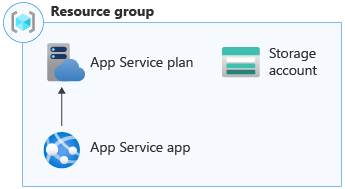 Resource group
App Service plan
Storage
account
App Service app